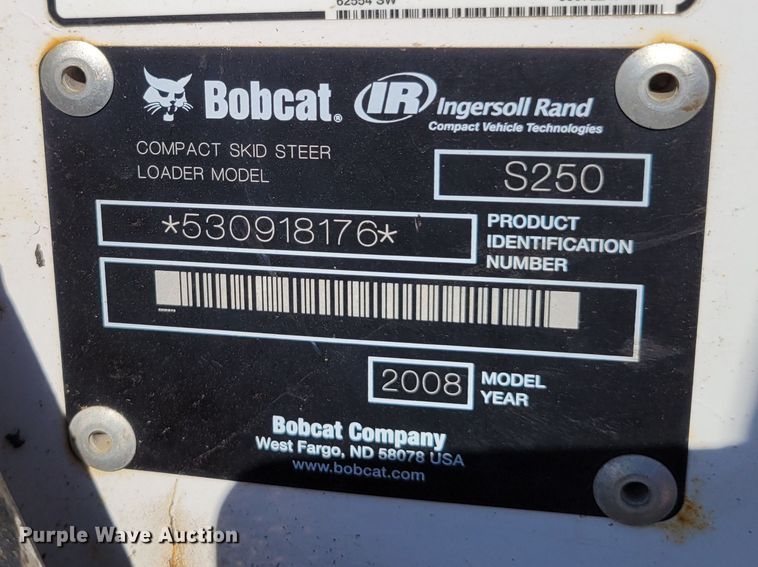 62554 SW
Bobcat®
IR Ingersoll Rand
Compact Vehicle Technologies
COMPACT SKID STEER
LOADER MODEL
S250
*530918176*
PRODUCT
IDENTIFICATION
NUMBER
2008
MODEL
YEAR
Bobcat Company
West Fargo, ND 58078 USA
www.bobcat.com
Purple Wave Auction